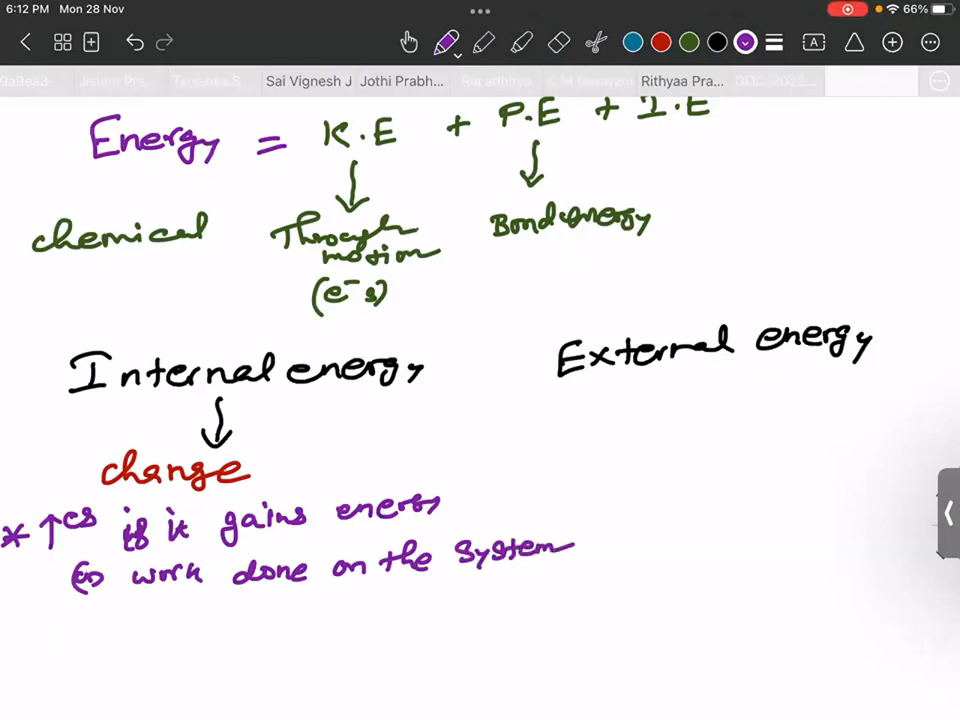 6:12 PM Mon 28 Nov
66%
Sai Vignesh J Jothi Prabh... Rithyaa Pra...
Energy = K.E + P.E + I.E
chemical Through motion Bond energy
(e⁻s)
Internal energy External energy
change
* ↑es if it gains energy
(or) work done on the system